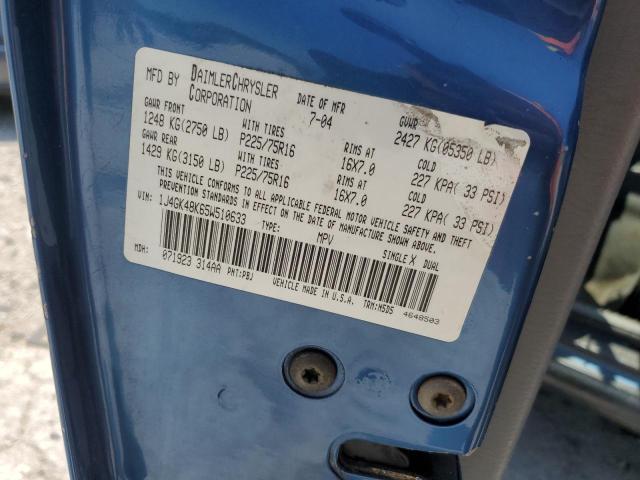 MFD BY DAIMLERCHRYSLER CORPORATION
DATE OF MFR 7-04
GVWR 2427 KG(05350 LB)
GAWR FRONT 1248 KG(2750 LB)
WITH TIRES P225/75R16
RIMS AT 16X7.0
COLD 227 KPA( 33 PSI)
GAWR REAR 1429 KG(3150 LB)
WITH TIRES P225/75R16
RIMS AT 16X7.0
COLD 227 KPA( 33 PSI)
THIS VEHICLE CONFORMS TO ALL APPLICABLE FEDERAL MOTOR VEHICLE SAFETY AND THEFT
PREVENTION STANDARDS IN EFFECT ON THE DATE OF MANUFACTURE SHOWN ABOVE.
VIN: 1J4GK48K65W510633 TYPE: MPV SINGLE X DUAL
MDH: 071923 314AA PNT:PBJ
VEHICLE MADE IN U.S.A. TRM:M5D5
4648503